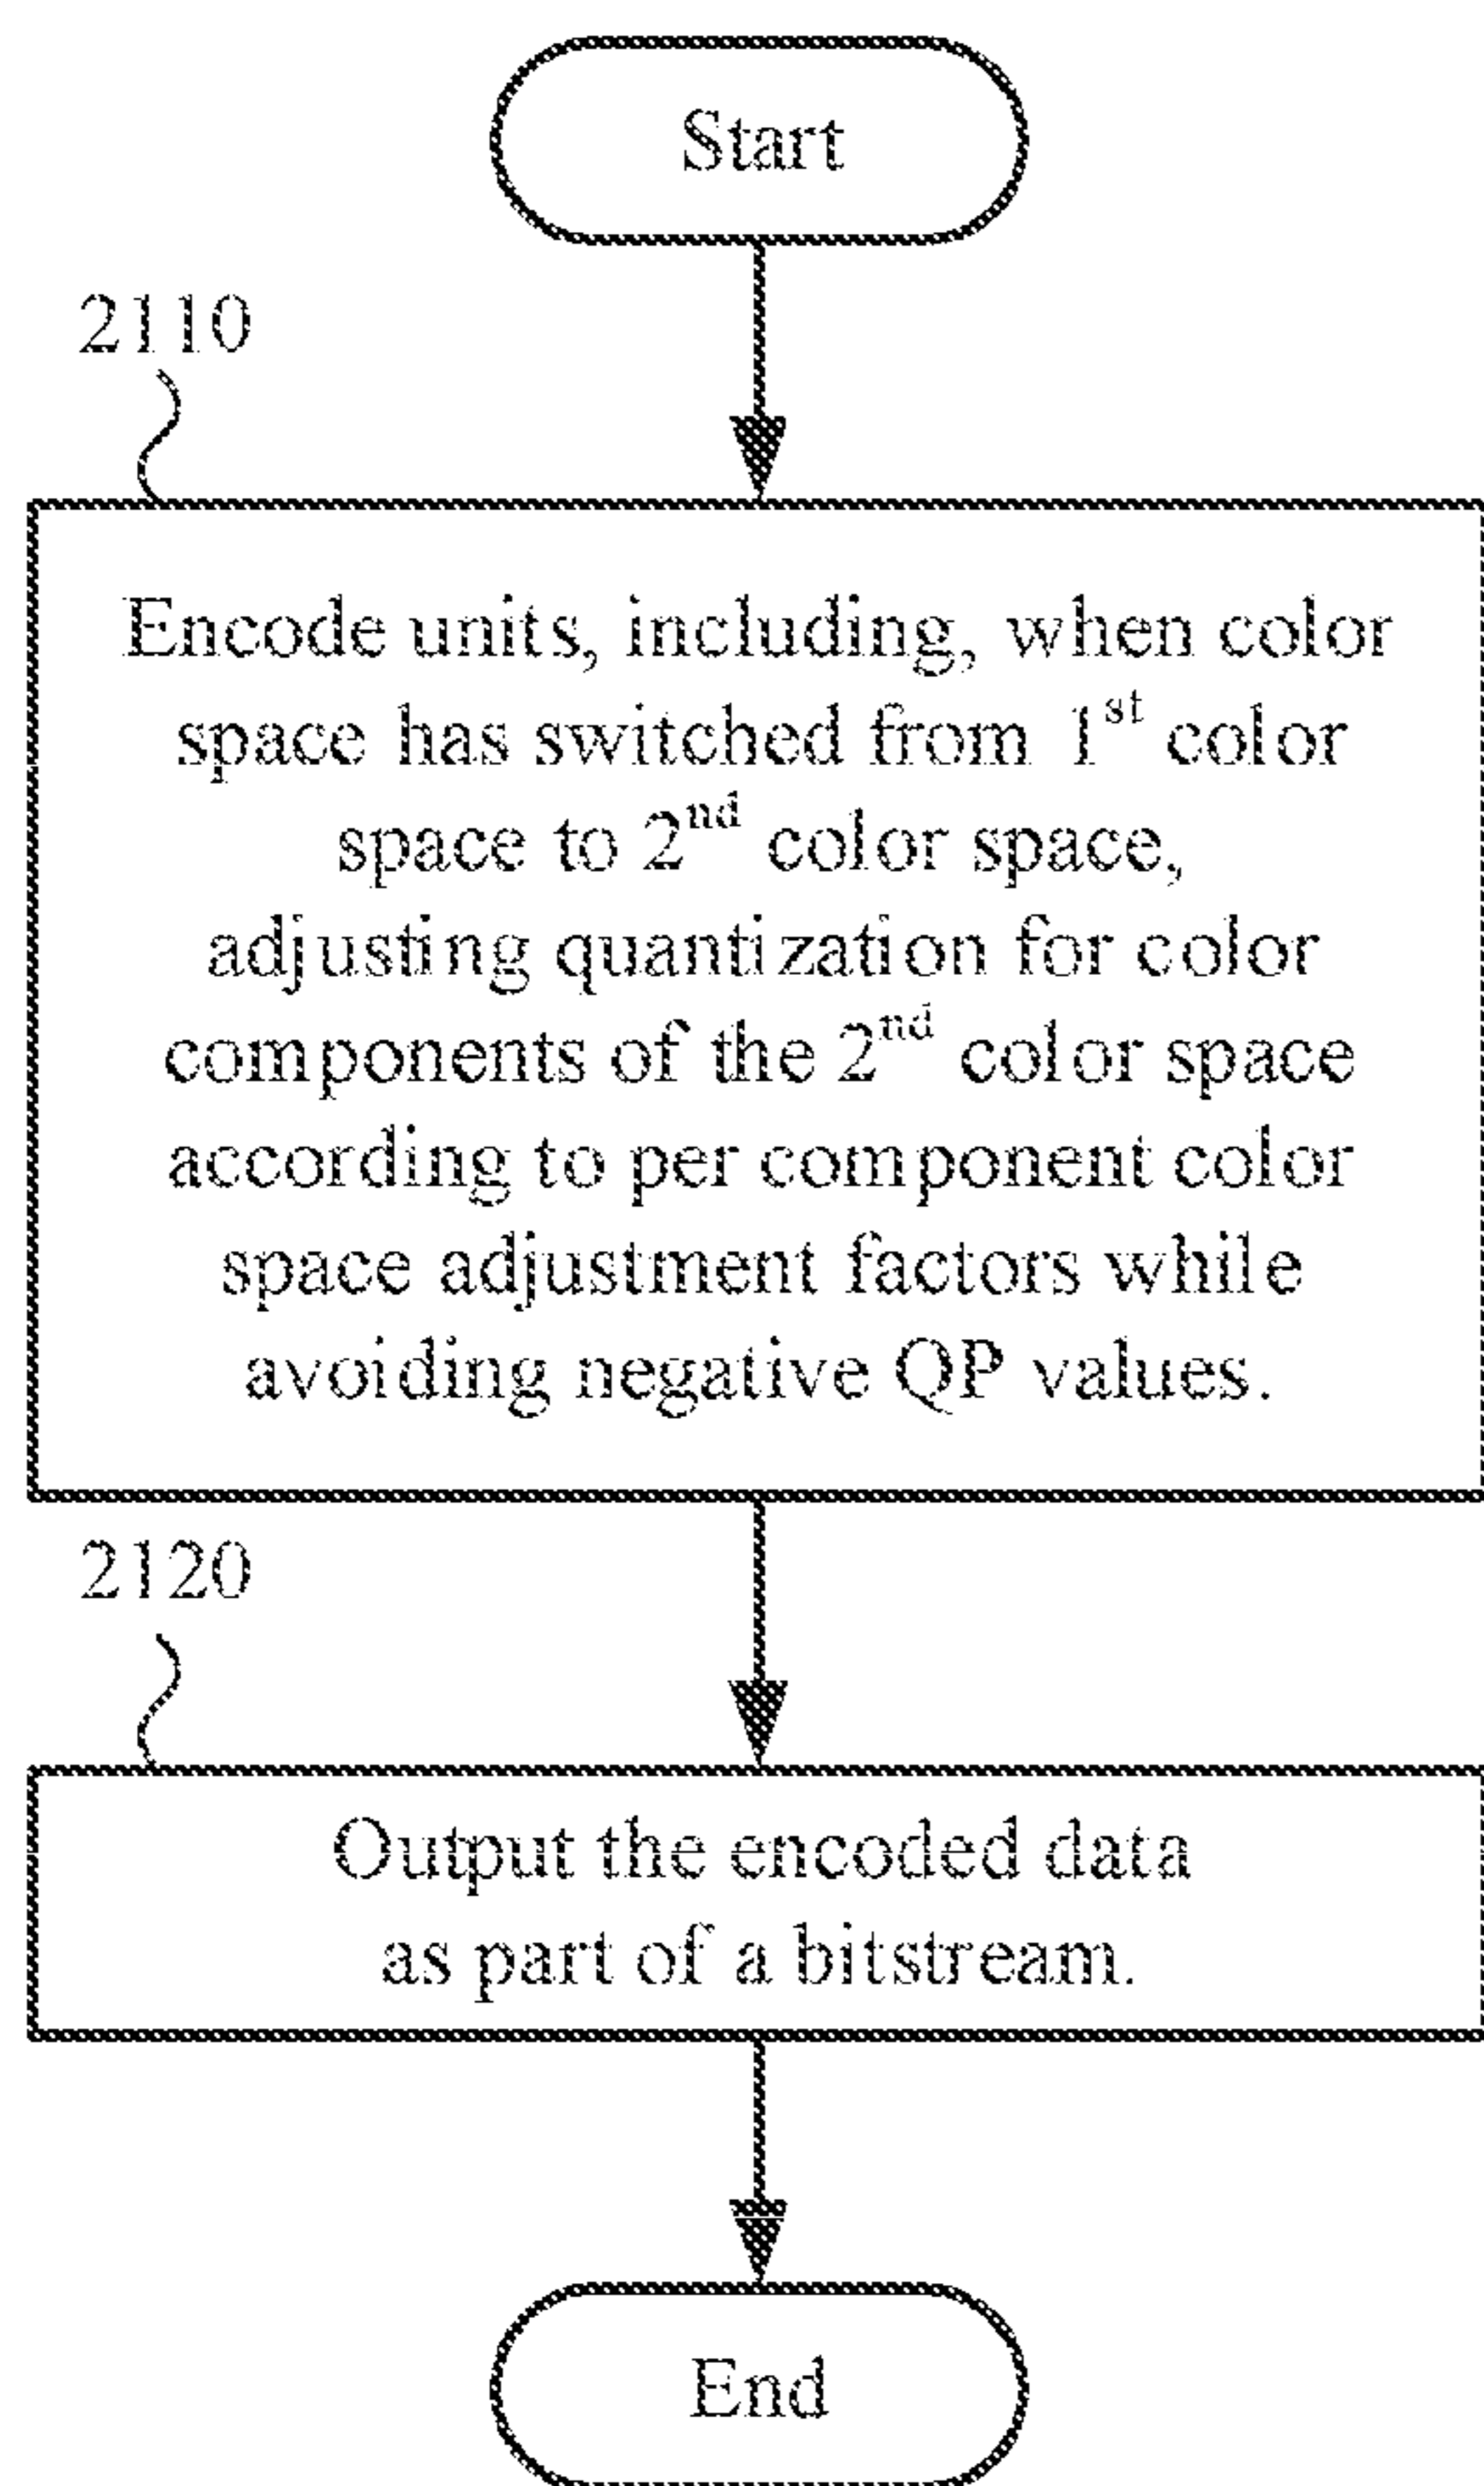 Start
2110
Encode units, including, when color
space has switched from 1st color
space to 2nd color space,
adjusting quantization for color
components of the 2nd color space
according to per component color
space adjustment factors while
avoiding negative QP values.
2120
Output the encoded data
as part of a bitstream.
End